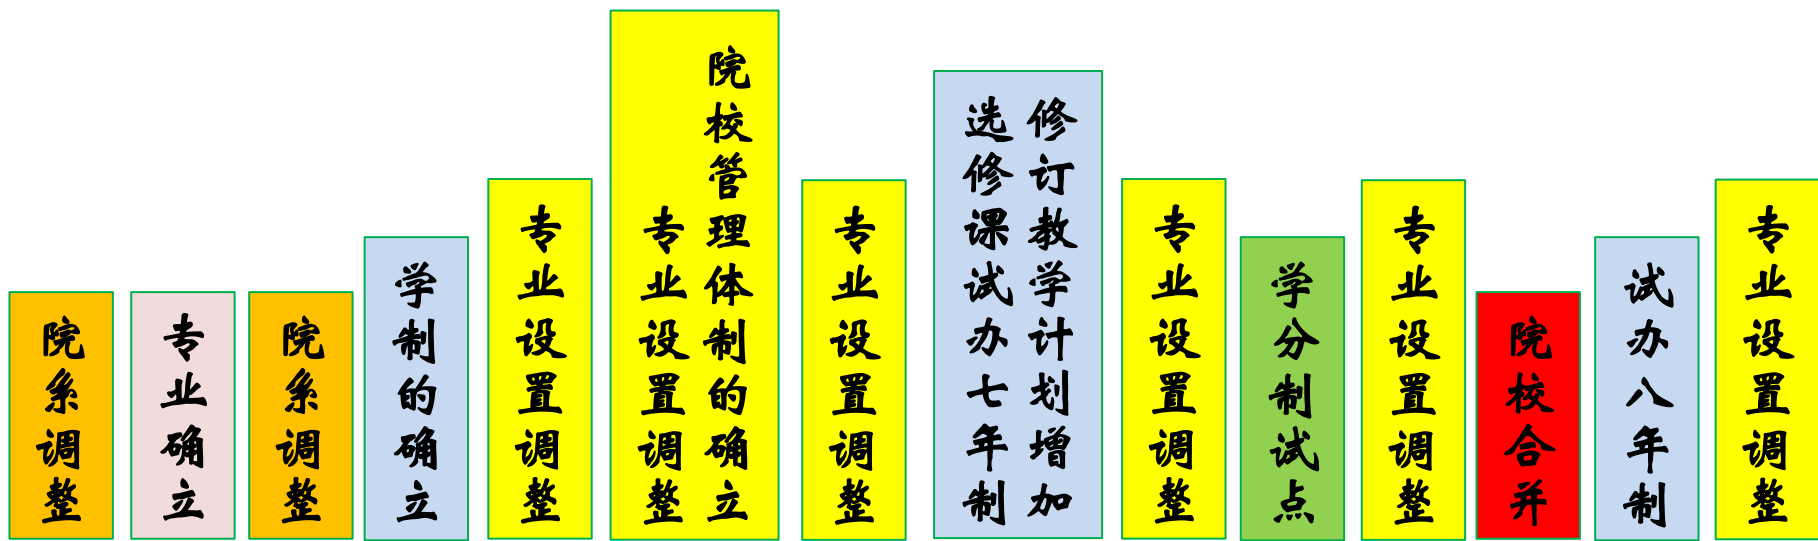 院系调整
专业确立
院系调整
学制的确立
专业设置调整
院校管理体制的确立
专业设置调整
专业设置调整
修订教学计划增加
选修课试办七年制
专业设置调整
学分制试点
专业设置调整
院校合并
试办八年制
专业设置调整